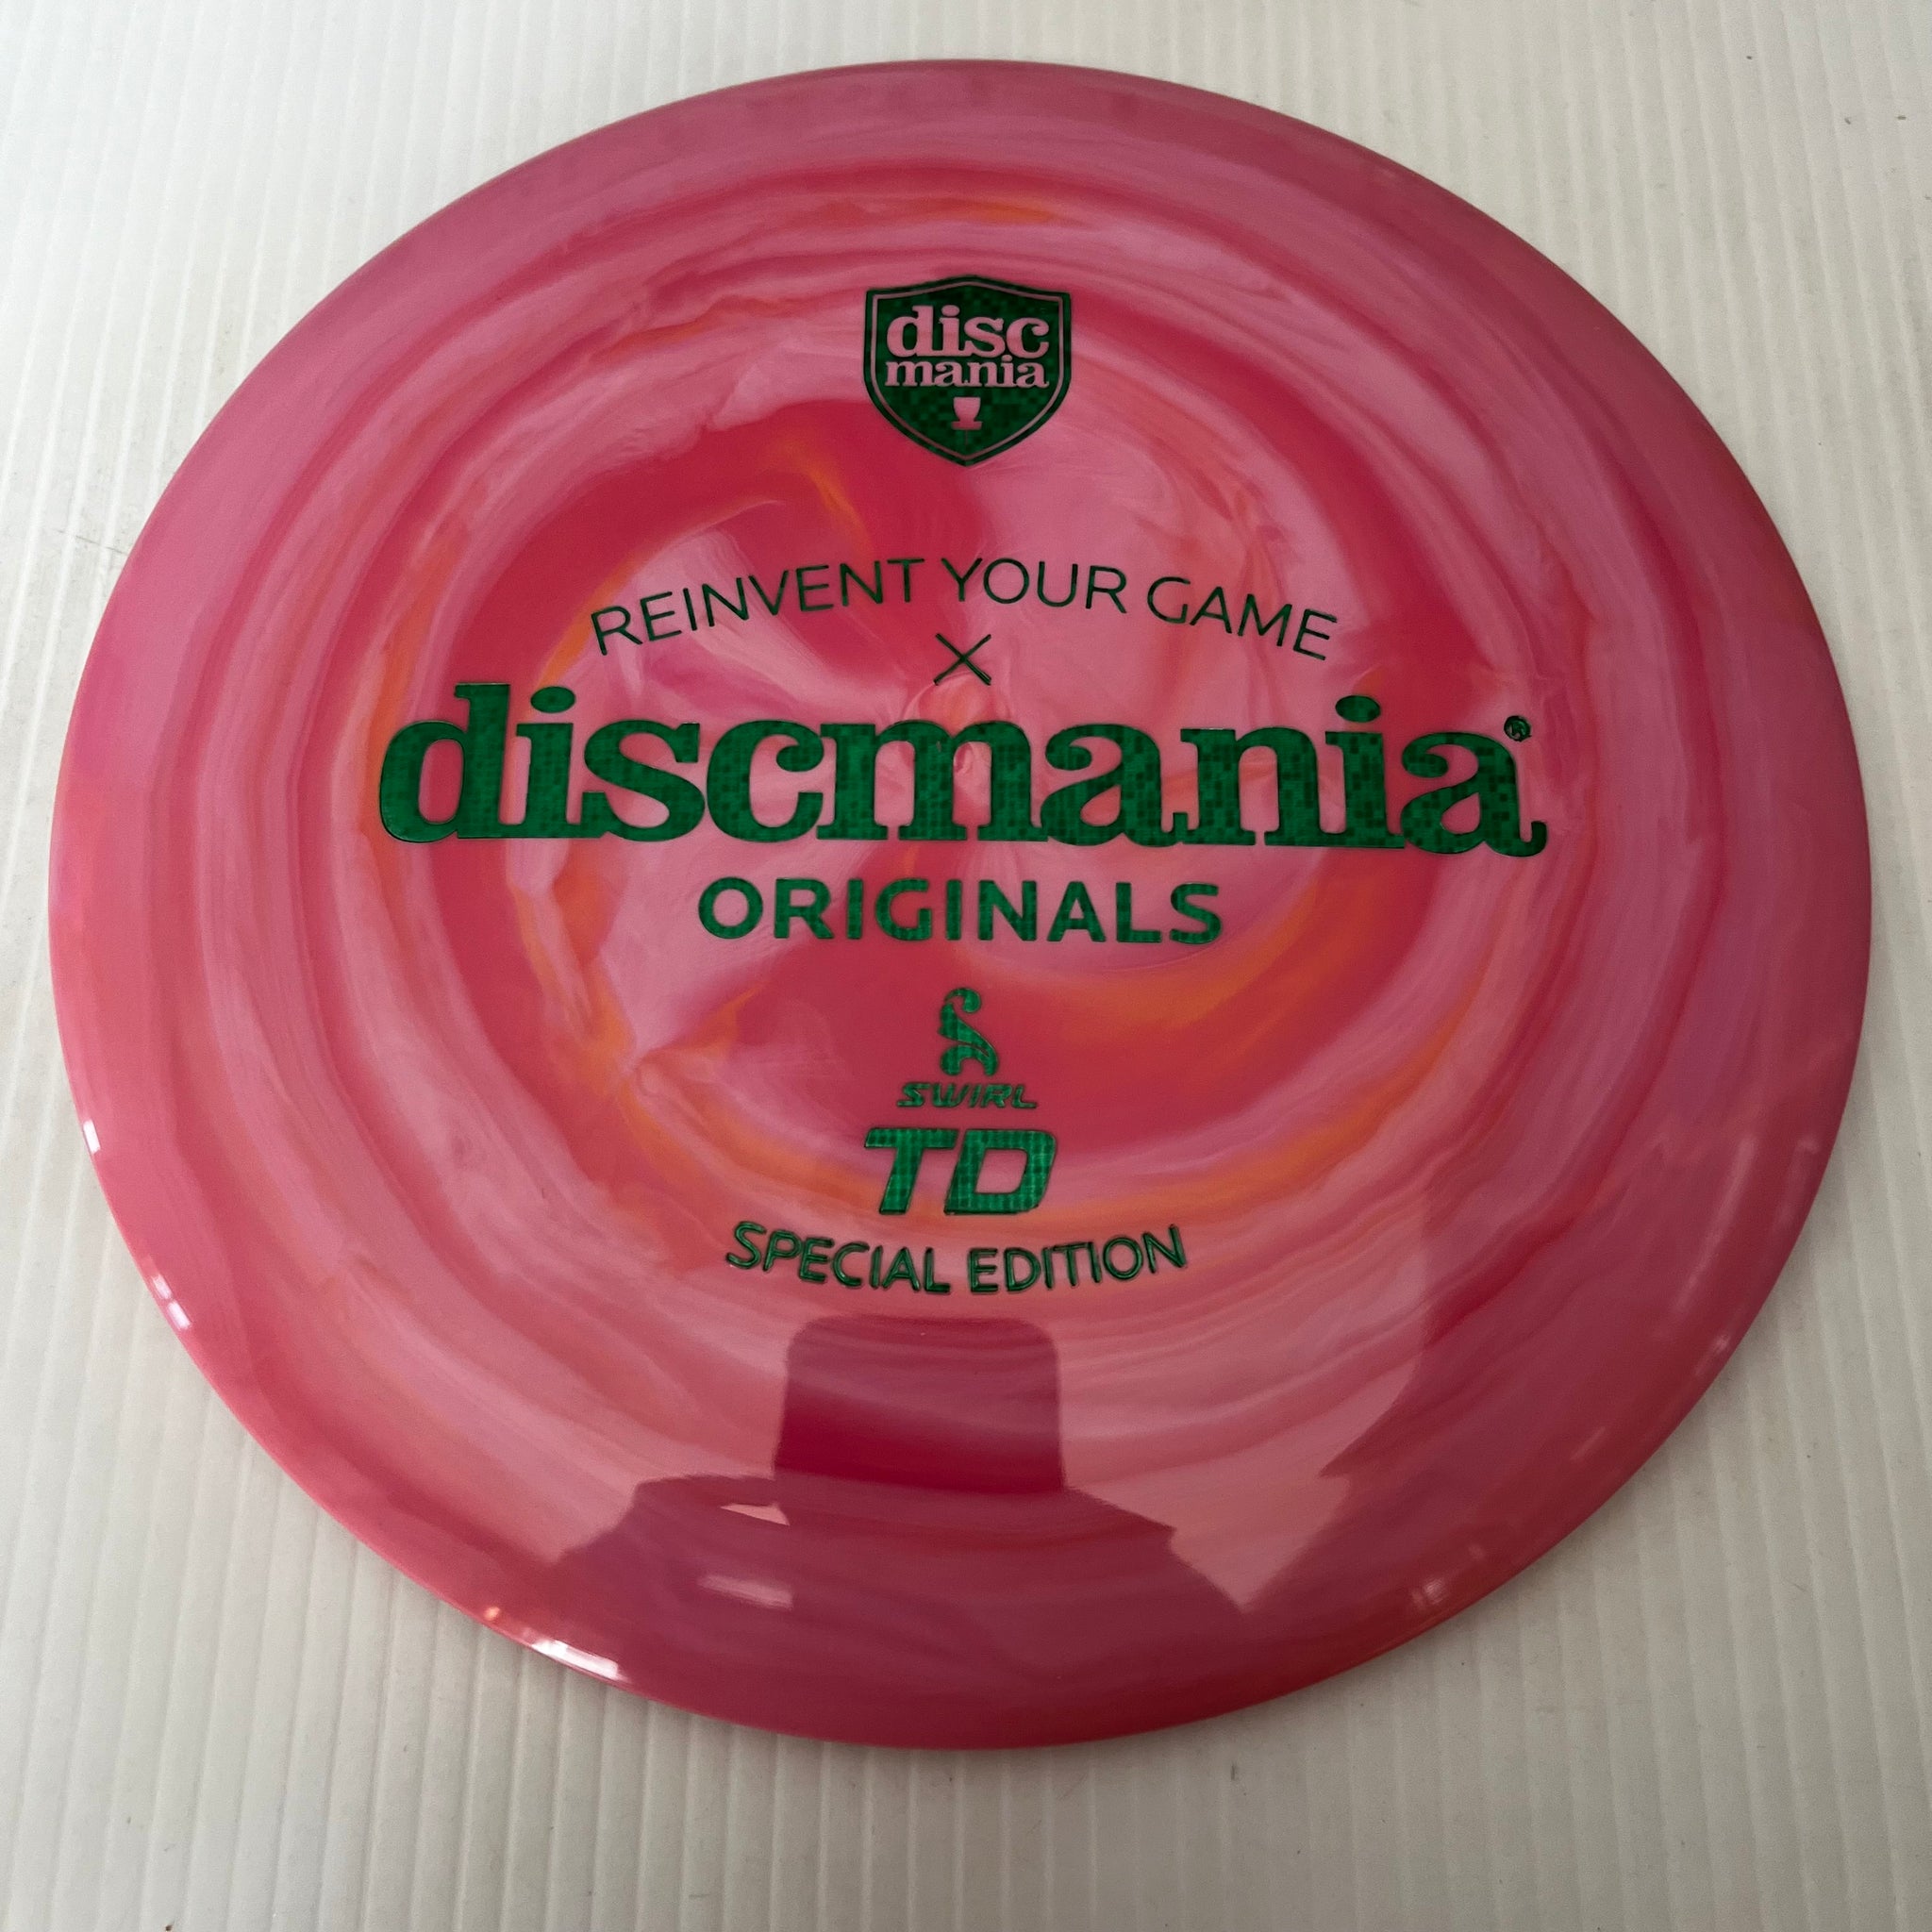 disc
mania
REINVENT YOUR GAME
X
discmania®
ORIGINALS
SWIRL
TD
SPECIAL EDITION